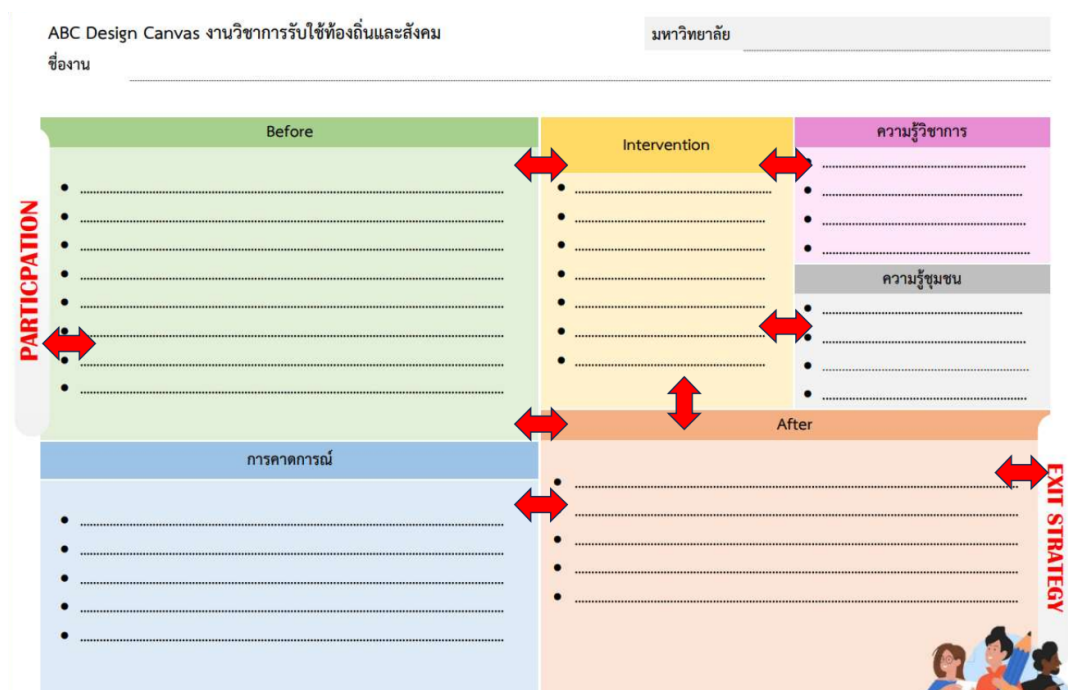 ABC Design Canvas งานวิชาการรับใช้ท้องถิ่นและสังคม
มหาวิทยาลัย
ชื่องาน
Before
Intervention
ความรู้วิชาการ
PARTICPATION
ความรู้ชุมชน
After
การคาดการณ์
EXIT STRATEGY